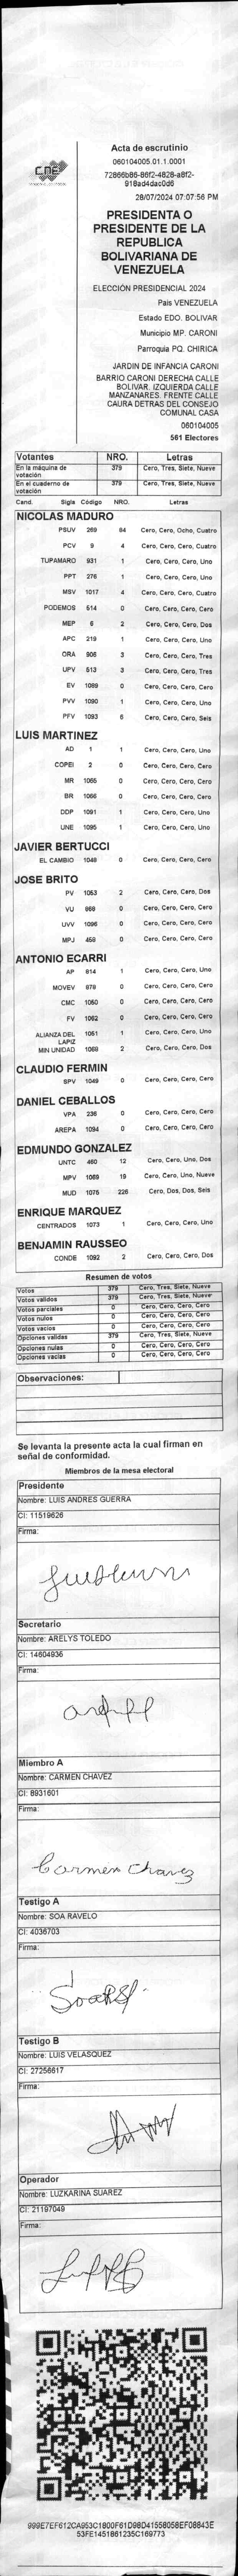 CNE
Acta de escrutinio
060104005.01.1.0001
72866b86-86f2-4828-a8f2-
918ad4dac0d6
28/07/2024 07:07:56 PM
PRESIDENTA O
PRESIDENTE DE LA
REPUBLICA
BOLIVARIANA DE
VENEZUELA
ELECCIÓN PRESIDENCIAL 2024
Pais VENEZUELA
Estado EDO. BOLIVAR
Municipio MP. CARONI
Parroquia PQ. CHIRICA
JARDIN DE INFANCIA CARONI
BARRIO CARONI DERECHA CALLE
BOLIVAR. IZQUIERDA CALLE
MANZANARES. FRENTE CALLE
CAURA DETRAS DEL CONSEJO
COMUNAL CASA
060104005
561 Electores
Votantes NRO. Letras
En la máquina de votación 379 Cero, Tres, Siete, Nueve
En el cuaderno de votación 379 Cero, Tres, Siete, Nueve
Cand. Sigla Código NRO. Letras
NICOLAS MADURO
PSUV 269 84 Cero, Cero, Ocho, Cuatro
PCV 9 4 Cero, Cero, Cero, Cuatro
TUPAMARO 931 1 Cero, Cero, Cero, Uno
PPT 276 1 Cero, Cero, Cero, Uno
MSV 1017 4 Cero, Cero, Cero, Cuatro
PODEMOS 514 0 Cero, Cero, Cero, Cero
MEP 6 2 Cero, Cero, Cero, Dos
APC 219 1 Cero, Cero, Cero, Uno
ORA 906 3 Cero, Cero, Cero, Tres
UPV 513 3 Cero, Cero, Cero, Tres
EV 1089 0 Cero, Cero, Cero, Cero
PVV 1090 1 Cero, Cero, Cero, Uno
PFV 1093 6 Cero, Cero, Cero, Seis
LUIS MARTINEZ
AD 1 1 Cero, Cero, Cero, Uno
COPEI 2 0 Cero, Cero, Cero, Cero
MR 1055 0 Cero, Cero, Cero, Cero
BR 1066 0 Cero, Cero, Cero, Cero
DDP 1091 1 Cero, Cero, Cero, Uno
UNE 1095 1 Cero, Cero, Cero, Uno
JAVIER BERTUCCI
EL CAMBIO 1048 0 Cero, Cero, Cero, Cero
JOSE BRITO
PV 1053 2 Cero, Cero, Cero, Dos
VU 868 0 Cero, Cero, Cero, Cero
UVV 1096 0 Cero, Cero, Cero, Cero
MPJ 458 0 Cero, Cero, Cero, Cero
ANTONIO ECARRI
AP 814 1 Cero, Cero, Cero, Uno
MOVEV 978 0 Cero, Cero, Cero, Cero
CMC 1050 0 Cero, Cero, Cero, Cero
FV 1062 0 Cero, Cero, Cero, Cero
ALIANZA DEL LAPIZ 1051 1 Cero, Cero, Cero, Uno
MIN UNIDAD 1068 2 Cero, Cero, Cero, Dos
CLAUDIO FERMIN
SPV 1049 0 Cero, Cero, Cero, Cero
DANIEL CEBALLOS
VPA 236 0 Cero, Cero, Cero, Cero
AREPA 1094 0 Cero, Cero, Cero, Cero
EDMUNDO GONZALEZ
UNTC 460 12 Cero, Cero, Uno, Dos
MPV 1069 19 Cero, Cero, Uno, Nueve
MUD 1075 226 Cero, Dos, Dos, Seis
ENRIQUE MARQUEZ
CENTRADOS 1073 1 Cero, Cero, Cero, Uno
BENJAMIN RAUSSEO
CONDE 1092 2 Cero, Cero, Cero, Dos
Resumen de votos
Votos 379 Cero, Tres, Siete, Nueve
Votos validos 379 Cero, Tres, Siete, Nueve
Votos parciales 0 Cero, Cero, Cero, Cero
Votos nulos 0 Cero, Cero, Cero, Cero
Votos vacios 0 Cero, Cero, Cero, Cero
Opciones validas 379 Cero, Tres, Siete, Nueve
Opciones nulas 0 Cero, Cero, Cero, Cero
Opciones vacias 0 Cero, Cero, Cero, Cero
Observaciones:
Se levanta la presente acta la cual firman en
señal de conformidad.
Miembros de la mesa electoral
Presidente
Nombre: LUIS ANDRES GUERRA
CI: 11519626
Firma:
Secretario
Nombre: ARELYS TOLEDO
CI: 14604936
Firma:
Miembro A
Nombre: CARMEN CHAVEZ
CI: 8931601
Firma:
Carmen Chavez
Testigo A
Nombre: SOA RAVELO
CI: 4036703
Firma:
Testigo B
Nombre: LUIS VELASQUEZ
CI: 27256617
Firma:
Operador
Nombre: LUZKARINA SUAREZ
CI: 21197049
Firma:
999E7EF612CA953C1800F61D98D41558058EF08843E
53FE1451861235C169773